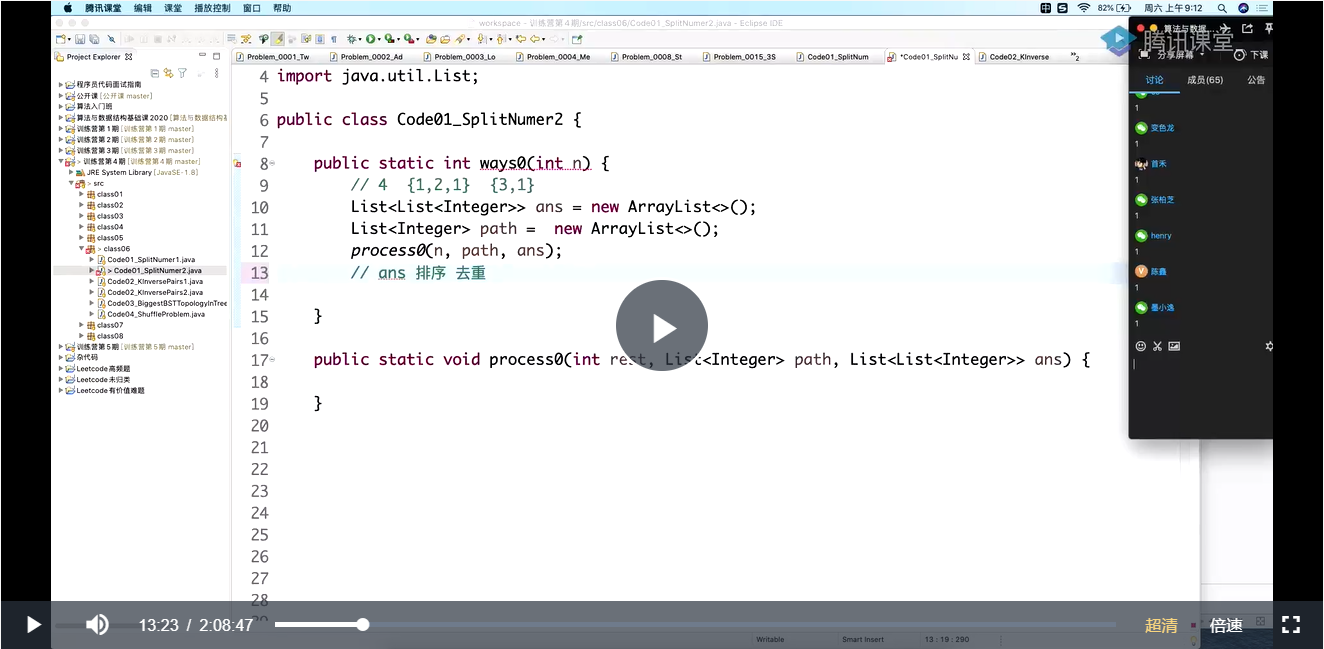 腾讯课堂 编辑 课堂 播放控制 窗口 帮助
82% 周六 上午9:12
workspace - 训练营第4期/src/class06/Code01_SplitNumer2.java - Eclipse IDE
Project Explorer
程序员代码面试指南
公开课 [公开课 master]
算法入门班
算法与数据结构基础课2020 [算法与数据结构基
训练营第1期 [训练营第1期 master]
训练营第2期 [训练营第2期 master]
训练营第3期 [训练营第3期 master]
> 训练营第4期 [训练营第4期 master]
JRE System Library [JavaSE-1.8]
> src
class01
class02
class03
class04
class05
> class06
Code01_SplitNumer1.java
> Code01_SplitNumer2.java
Code02_KInversePairs1.java
Code02_KInversePairs2.java
Code03_BiggestBSTTopologyInTree
Code04_ShuffleProblem.java
class07
class08
训练营第5期 [训练营第5期 master]
杂代码
Leetcode高频题
Leetcode未归类
Leetcode有价值难题
Problem_0001_Tw
Problem_0002_Ad
Problem_0003_Lo
Problem_0004_Me
Problem_0008_St
Problem_0015_3S
Code01_SplitNum
*Code01_SplitNu
Code02_KInverse
»2
4 import java.util.List;
5
6 public class Code01_SplitNumer2 {
7
8 public static int ways0(int n) {
9 // 4 {1,2,1} {3,1}
10 List<List<Integer>> ans = new ArrayList<>();
11 List<Integer> path = new ArrayList<>();
12 process0(n, path, ans);
13 // ans 排序 去重
14
15 }
16
17 public static void process0(int rest, List<Integer> path, List<List<Integer>> ans) {
18
19 }
20
21
22
23
24
25
26
27
28
算法与数据
腾讯课堂
分享屏幕
下课
讨论 成员(65) 公告
1
变色龙
1
首禾
1
张柏芝
1
henry
1
陈鑫
1
墨小逸
1
13:23 / 2:08:47
超清 倍速
Writable
Smart Insert
13 : 19 : 290